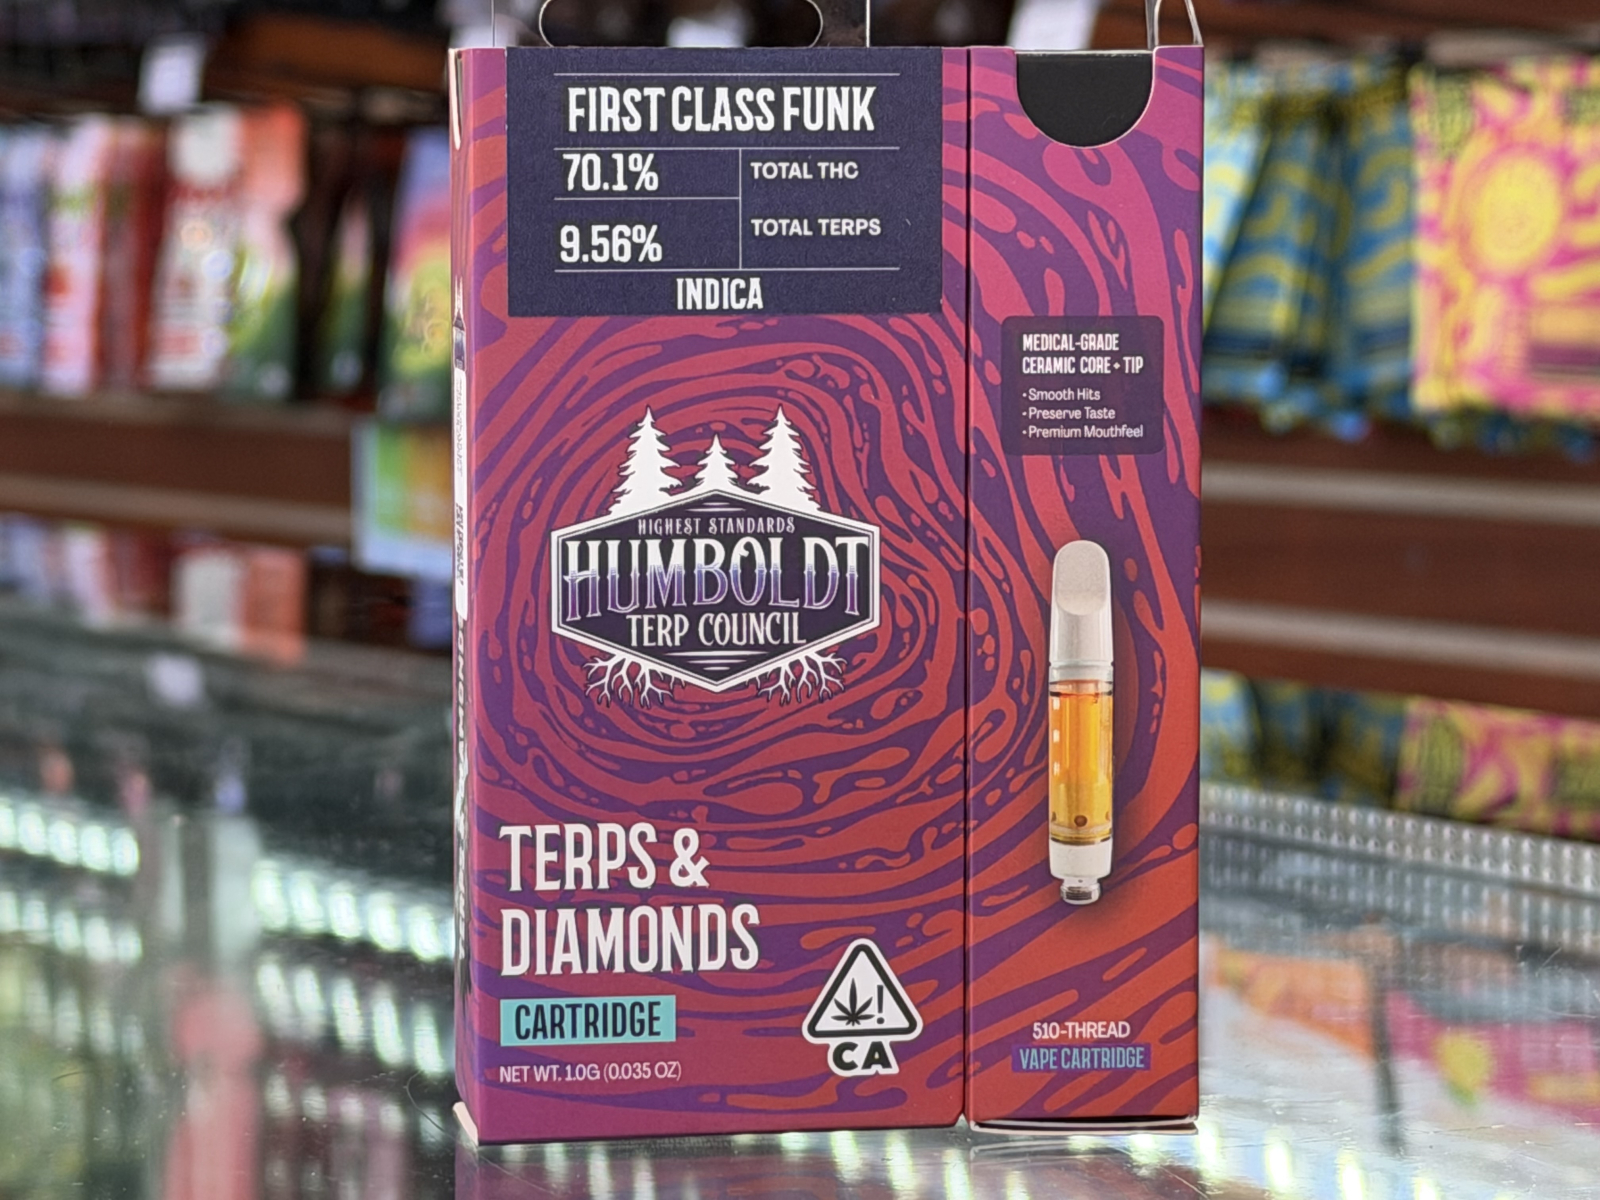 FIRST CLASS FUNK
70.1% TOTAL THC
9.56% TOTAL TERPS
INDICA
HIGHEST STANDARDS
HUMBOLDT
TERP COUNCIL
TERPS &
DIAMONDS
CARTRIDGE
NET WT. 1.0G (0.035 OZ)
!
CA
MEDICAL-GRADE
CERAMIC CORE + TIP
• Smooth Hits
• Preserve Taste
• Premium Mouthfeel
510-THREAD
VAPE CARTRIDGE